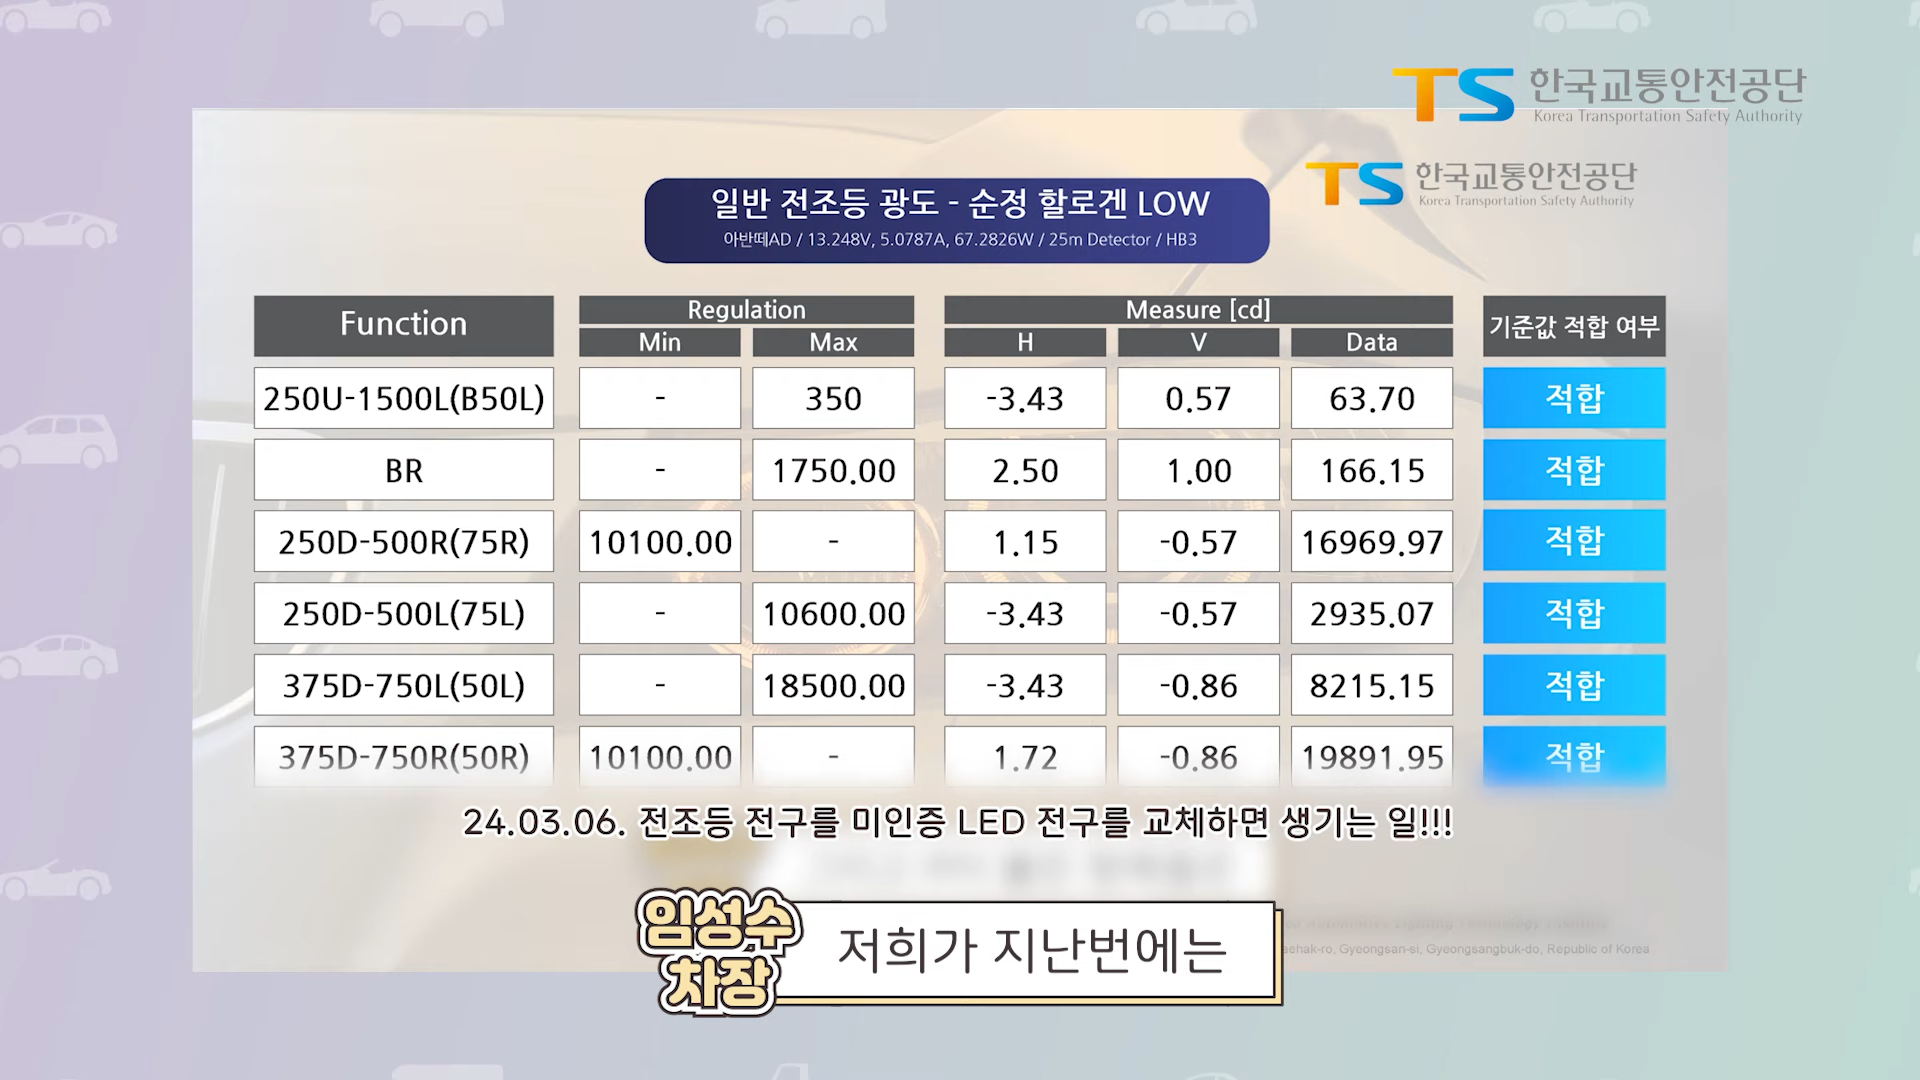 TS 한국교통안전공단
Korea Transportation Safety Authority
TS 한국교통안전공단
Korea Transportation Safety Authority
일반 전조등 광도 - 순정 할로겐 LOW
아반떼AD / 13.248V, 5.0787A, 67.2826W / 25m Detector / HB3
Function Regulation Measure [cd] 기준값 적합 여부
Min Max H V Data
250U-1500L(B50L) - 350 -3.43 0.57 63.70 적합
BR - 1750.00 2.50 1.00 166.15 적합
250D-500R(75R) 10100.00 - 1.15 -0.57 16969.97 적합
250D-500L(75L) - 10600.00 -3.43 -0.57 2935.07 적합
375D-750L(50L) - 18500.00 -3.43 -0.86 8215.15 적합
375D-750R(50R) 10100.00 - 1.72 -0.86 19891.95 적합
24.03.06. 전조등 전구를 미인증 LED 전구를 교체하면 생기는 일!!!
임성수
차장
저희가 지난번에는
Gyeongsan-si, Gyeongsangbuk-do, Republic of Korea